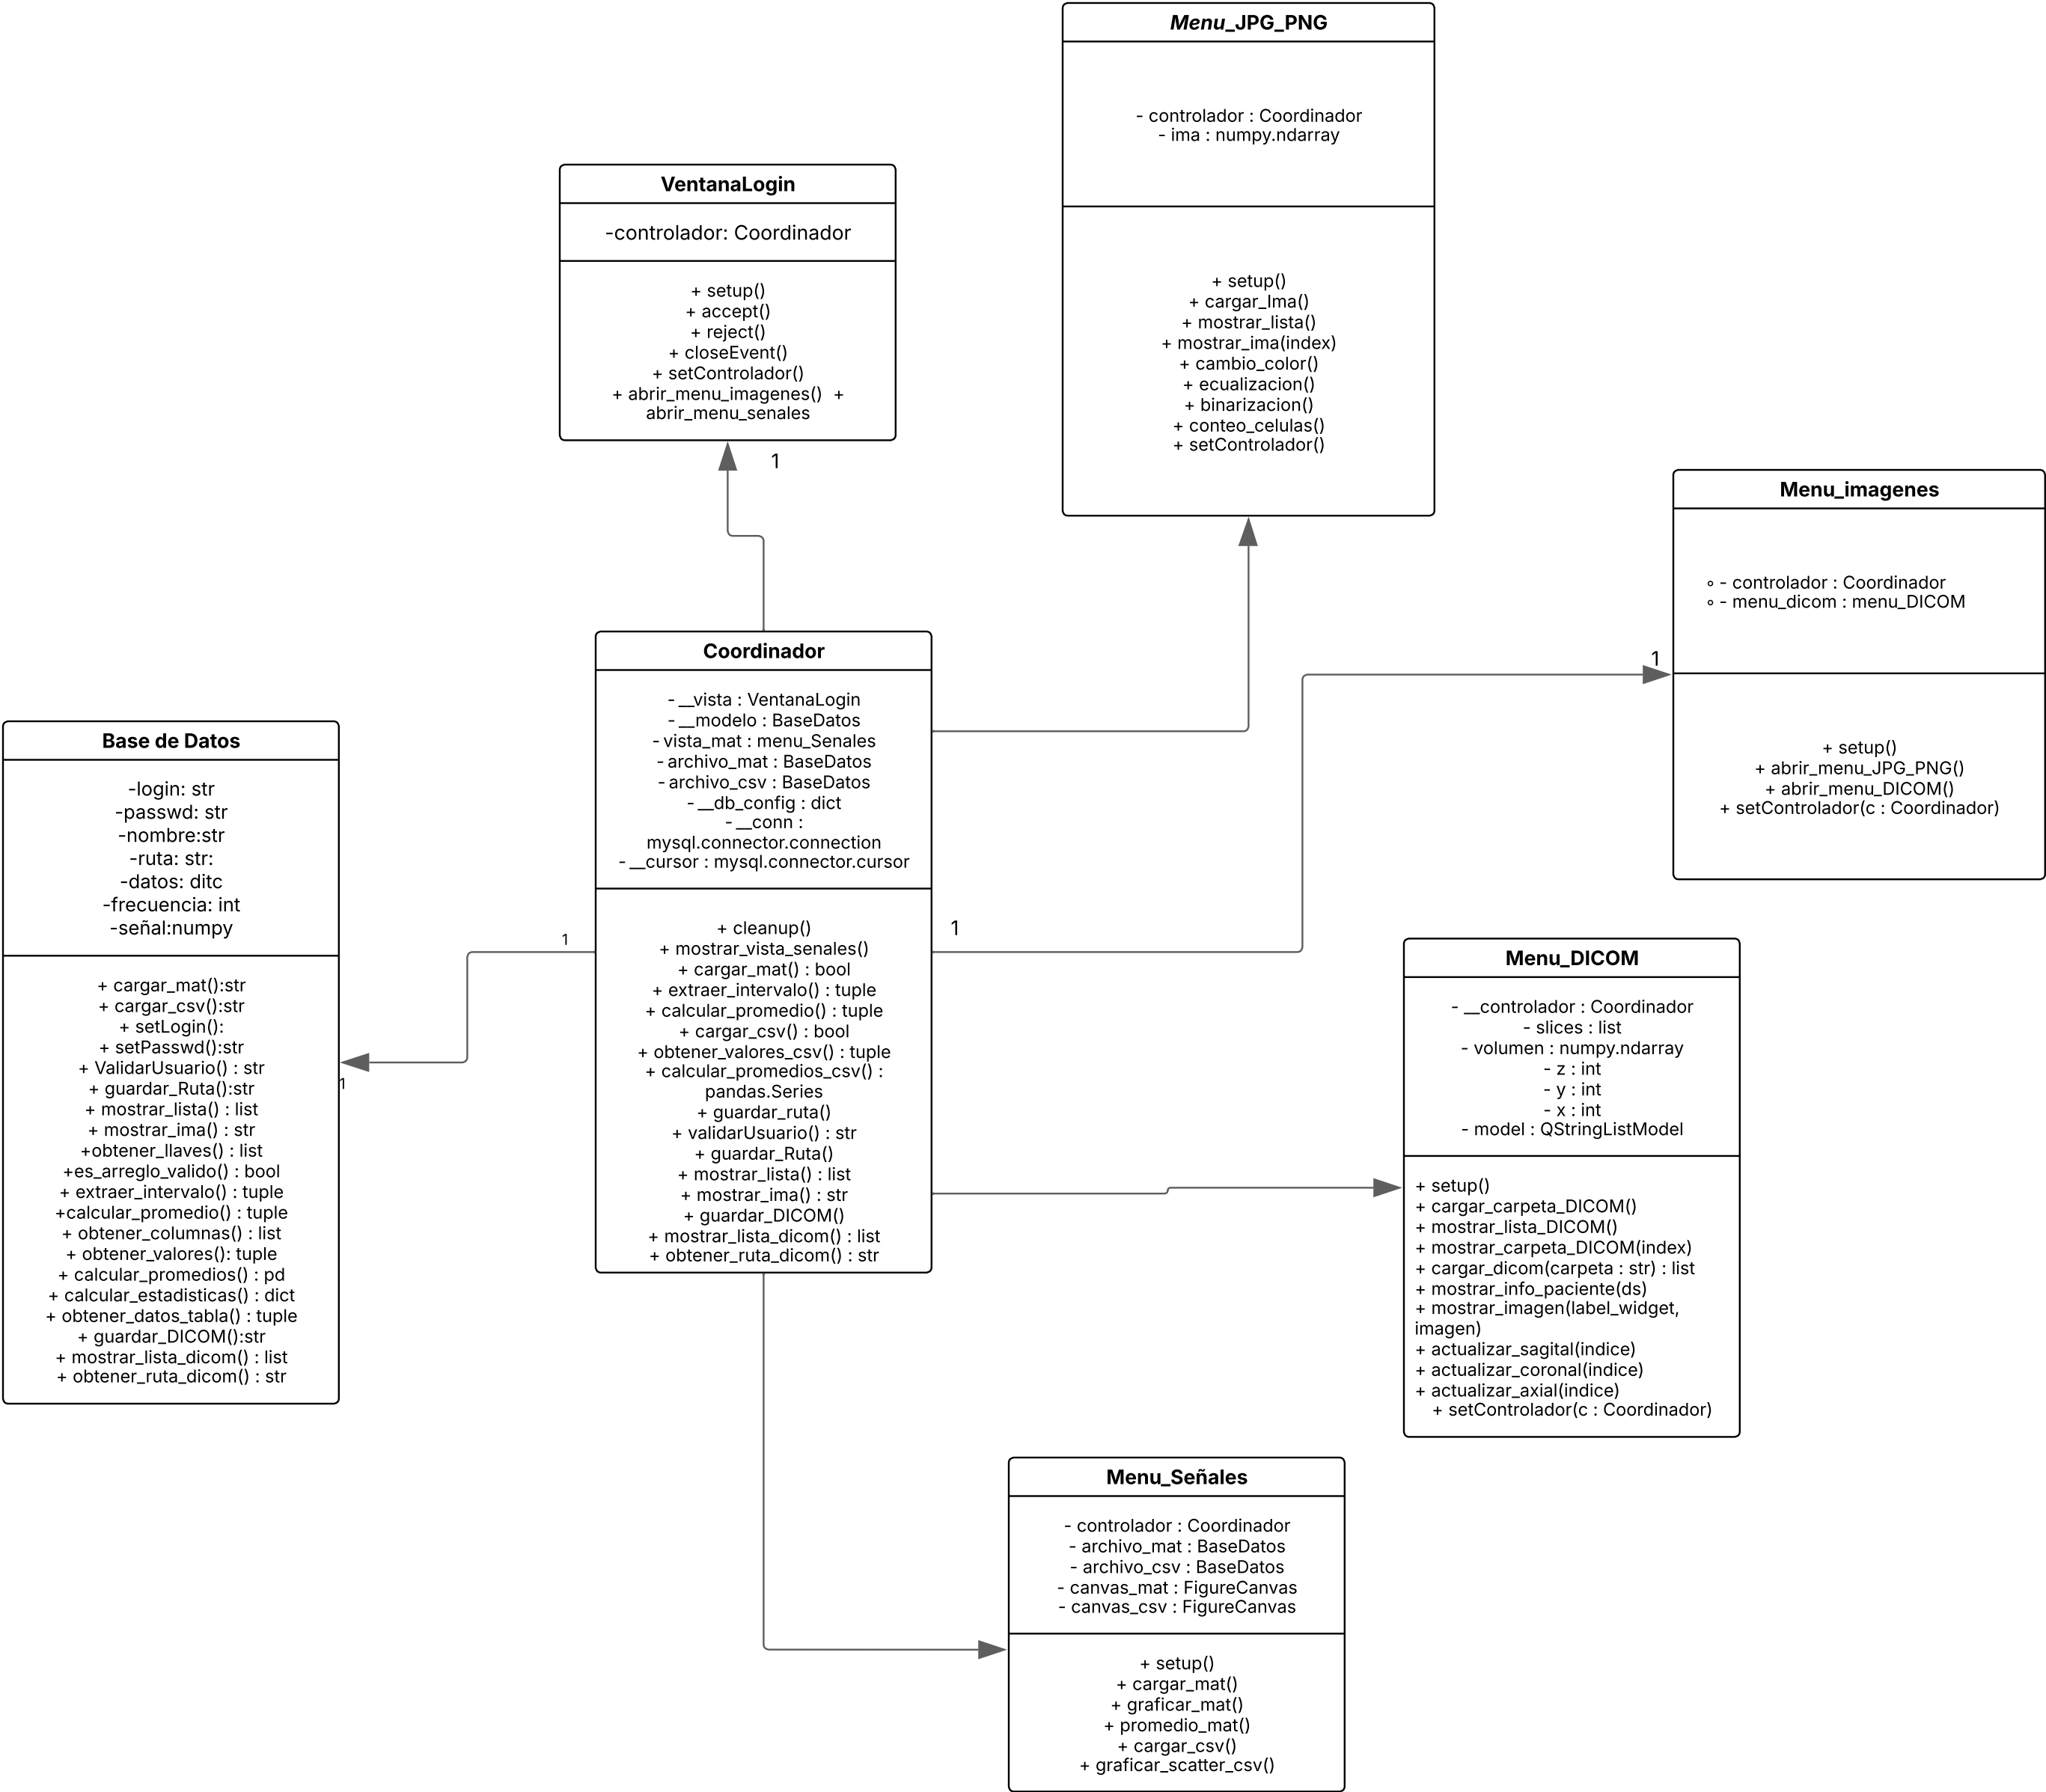 Menu_JPG_PNG
- controlador : Coordinador
- ima : numpy.ndarray
+ setup()
+ cargar_Ima()
+ mostrar_lista()
+ mostrar_ima(index)
+ cambio_color()
+ ecualizacion()
+ binarizacion()
+ conteo_celulas()
+ setControlador()
VentanaLogin
-controlador: Coordinador
+ setup()
+ accept()
+ reject()
+ closeEvent()
+ setControlador()
+ abrir_menu_imagenes()  +
abrir_menu_senales
1
Menu_imagenes
∘ - controlador : Coordinador
∘ - menu_dicom : menu_DICOM
+ setup()
+ abrir_menu_JPG_PNG()
+ abrir_menu_DICOM()
+ setControlador(c : Coordinador)
1
Coordinador
- __vista : VentanaLogin
- __modelo : BaseDatos
- vista_mat : menu_Senales
- archivo_mat : BaseDatos
- archivo_csv : BaseDatos
- __db_config : dict
- __conn :
mysql.connector.connection
- __cursor : mysql.connector.cursor
+ cleanup()
+ mostrar_vista_senales()
+ cargar_mat() : bool
+ extraer_intervalo() : tuple
+ calcular_promedio() : tuple
+ cargar_csv() : bool
+ obtener_valores_csv() : tuple
+ calcular_promedios_csv() :
pandas.Series
+ guardar_ruta()
+ validarUsuario() : str
+ guardar_Ruta()
+ mostrar_lista() : list
+ mostrar_ima() : str
+ guardar_DICOM()
+ mostrar_lista_dicom() : list
+ obtener_ruta_dicom() : str
1
1
1
Base de Datos
-login: str
-passwd: str
-nombre:str
-ruta: str:
-datos: ditc
-frecuencia: int
-señal:numpy
+ cargar_mat():str
+ cargar_csv():str
+ setLogin():
+ setPasswd():str
+ ValidarUsuario() : str
+ guardar_Ruta():str
+ mostrar_lista() : list
+ mostrar_ima() : str
+obtener_llaves() : list
+es_arreglo_valido() : bool
+ extraer_intervalo() : tuple
+calcular_promedio() : tuple
+ obtener_columnas() : list
+ obtener_valores(): tuple
+ calcular_promedios() : pd
+ calcular_estadisticas() : dict
+ obtener_datos_tabla() : tuple
+ guardar_DICOM():str
+ mostrar_lista_dicom() : list
+ obtener_ruta_dicom() : str
Menu_DICOM
- __controlador : Coordinador
- slices : list
- volumen : numpy.ndarray
- z : int
- y : int
- x : int
- model : QStringListModel
+ setup()
+ cargar_carpeta_DICOM()
+ mostrar_lista_DICOM()
+ mostrar_carpeta_DICOM(index)
+ cargar_dicom(carpeta : str) : list
+ mostrar_info_paciente(ds)
+ mostrar_imagen(label_widget,
imagen)
+ actualizar_sagital(indice)
+ actualizar_coronal(indice)
+ actualizar_axial(indice)
+ setControlador(c : Coordinador)
Menu_Señales
- controlador : Coordinador
- archivo_mat : BaseDatos
- archivo_csv : BaseDatos
- canvas_mat : FigureCanvas
- canvas_csv : FigureCanvas
+ setup()
+ cargar_mat()
+ graficar_mat()
+ promedio_mat()
+ cargar_csv()
+ graficar_scatter_csv()